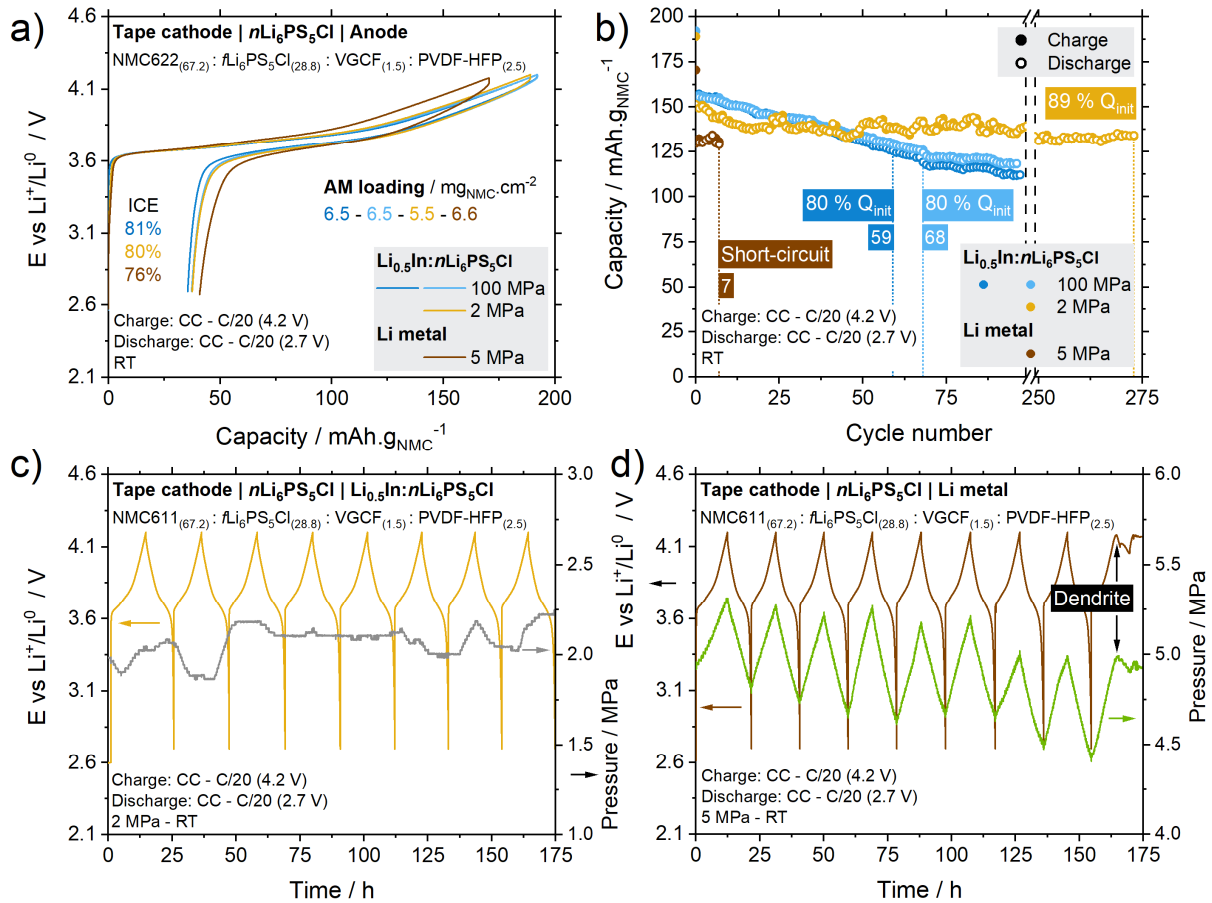 a)
Tape cathode | nLi₆PS₅Cl | Anode
NMC622(67.2) : fLi₆PS₅Cl(28.8) : VGCF(1.5) : PVDF-HFP(2.5)
E vs Li⁺/Li⁰ / V
4.6
4.1
3.6
3.1
2.6
2.1
ICE
81%
80%
76%
AM loading / mgNMC.cm⁻²
6.5 - 6.5 - 5.5 - 6.6
Li₀.₅In:nLi₆PS₅Cl
100 MPa
2 MPa
Li metal
5 MPa
Charge: CC - C/20 (4.2 V)
Discharge: CC - C/20 (2.7 V)
RT
0 50 100 150 200
Capacity / mAh.gNMC⁻¹
b)
Capacity / mAh.gNMC⁻¹
200
175
150
125
100
75
50
25
0
Charge
Discharge
89 % Qinit
80 % Qinit
59
80 % Qinit
68
Short-circuit
7
Li₀.₅In:nLi₆PS₅Cl
100 MPa
2 MPa
Li metal
5 MPa
Charge: CC - C/20 (4.2 V)
Discharge: CC - C/20 (2.7 V)
RT
0 25 50 75 250 275
Cycle number
c)
Tape cathode | nLi₆PS₅Cl | Li₀.₅In:nLi₆PS₅Cl
NMC611(67.2) : fLi₆PS₅Cl(28.8) : VGCF(1.5) : PVDF-HFP(2.5)
E vs Li⁺/Li⁰ / V
4.6
4.1
3.6
3.1
2.6
2.1
Charge: CC - C/20 (4.2 V)
Discharge: CC - C/20 (2.7 V)
2 MPa - RT
3.0
2.5
2.0
1.5
1.0
Pressure / MPa
0 25 50 75 100 125 150 175
Time / h
d)
Tape cathode | nLi₆PS₅Cl | Li metal
NMC611(67.2) : fLi₆PS₅Cl(28.8) : VGCF(1.5) : PVDF-HFP(2.5)
E vs Li⁺/Li⁰ / V
4.6
4.1
3.6
3.1
2.6
2.1
Dendrite
Charge: CC - C/20 (4.2 V)
Discharge: CC - C/20 (2.7 V)
5 MPa - RT
6.0
5.5
5.0
4.5
4.0
Pressure / MPa
0 25 50 75 100 125 150 175
Time / h